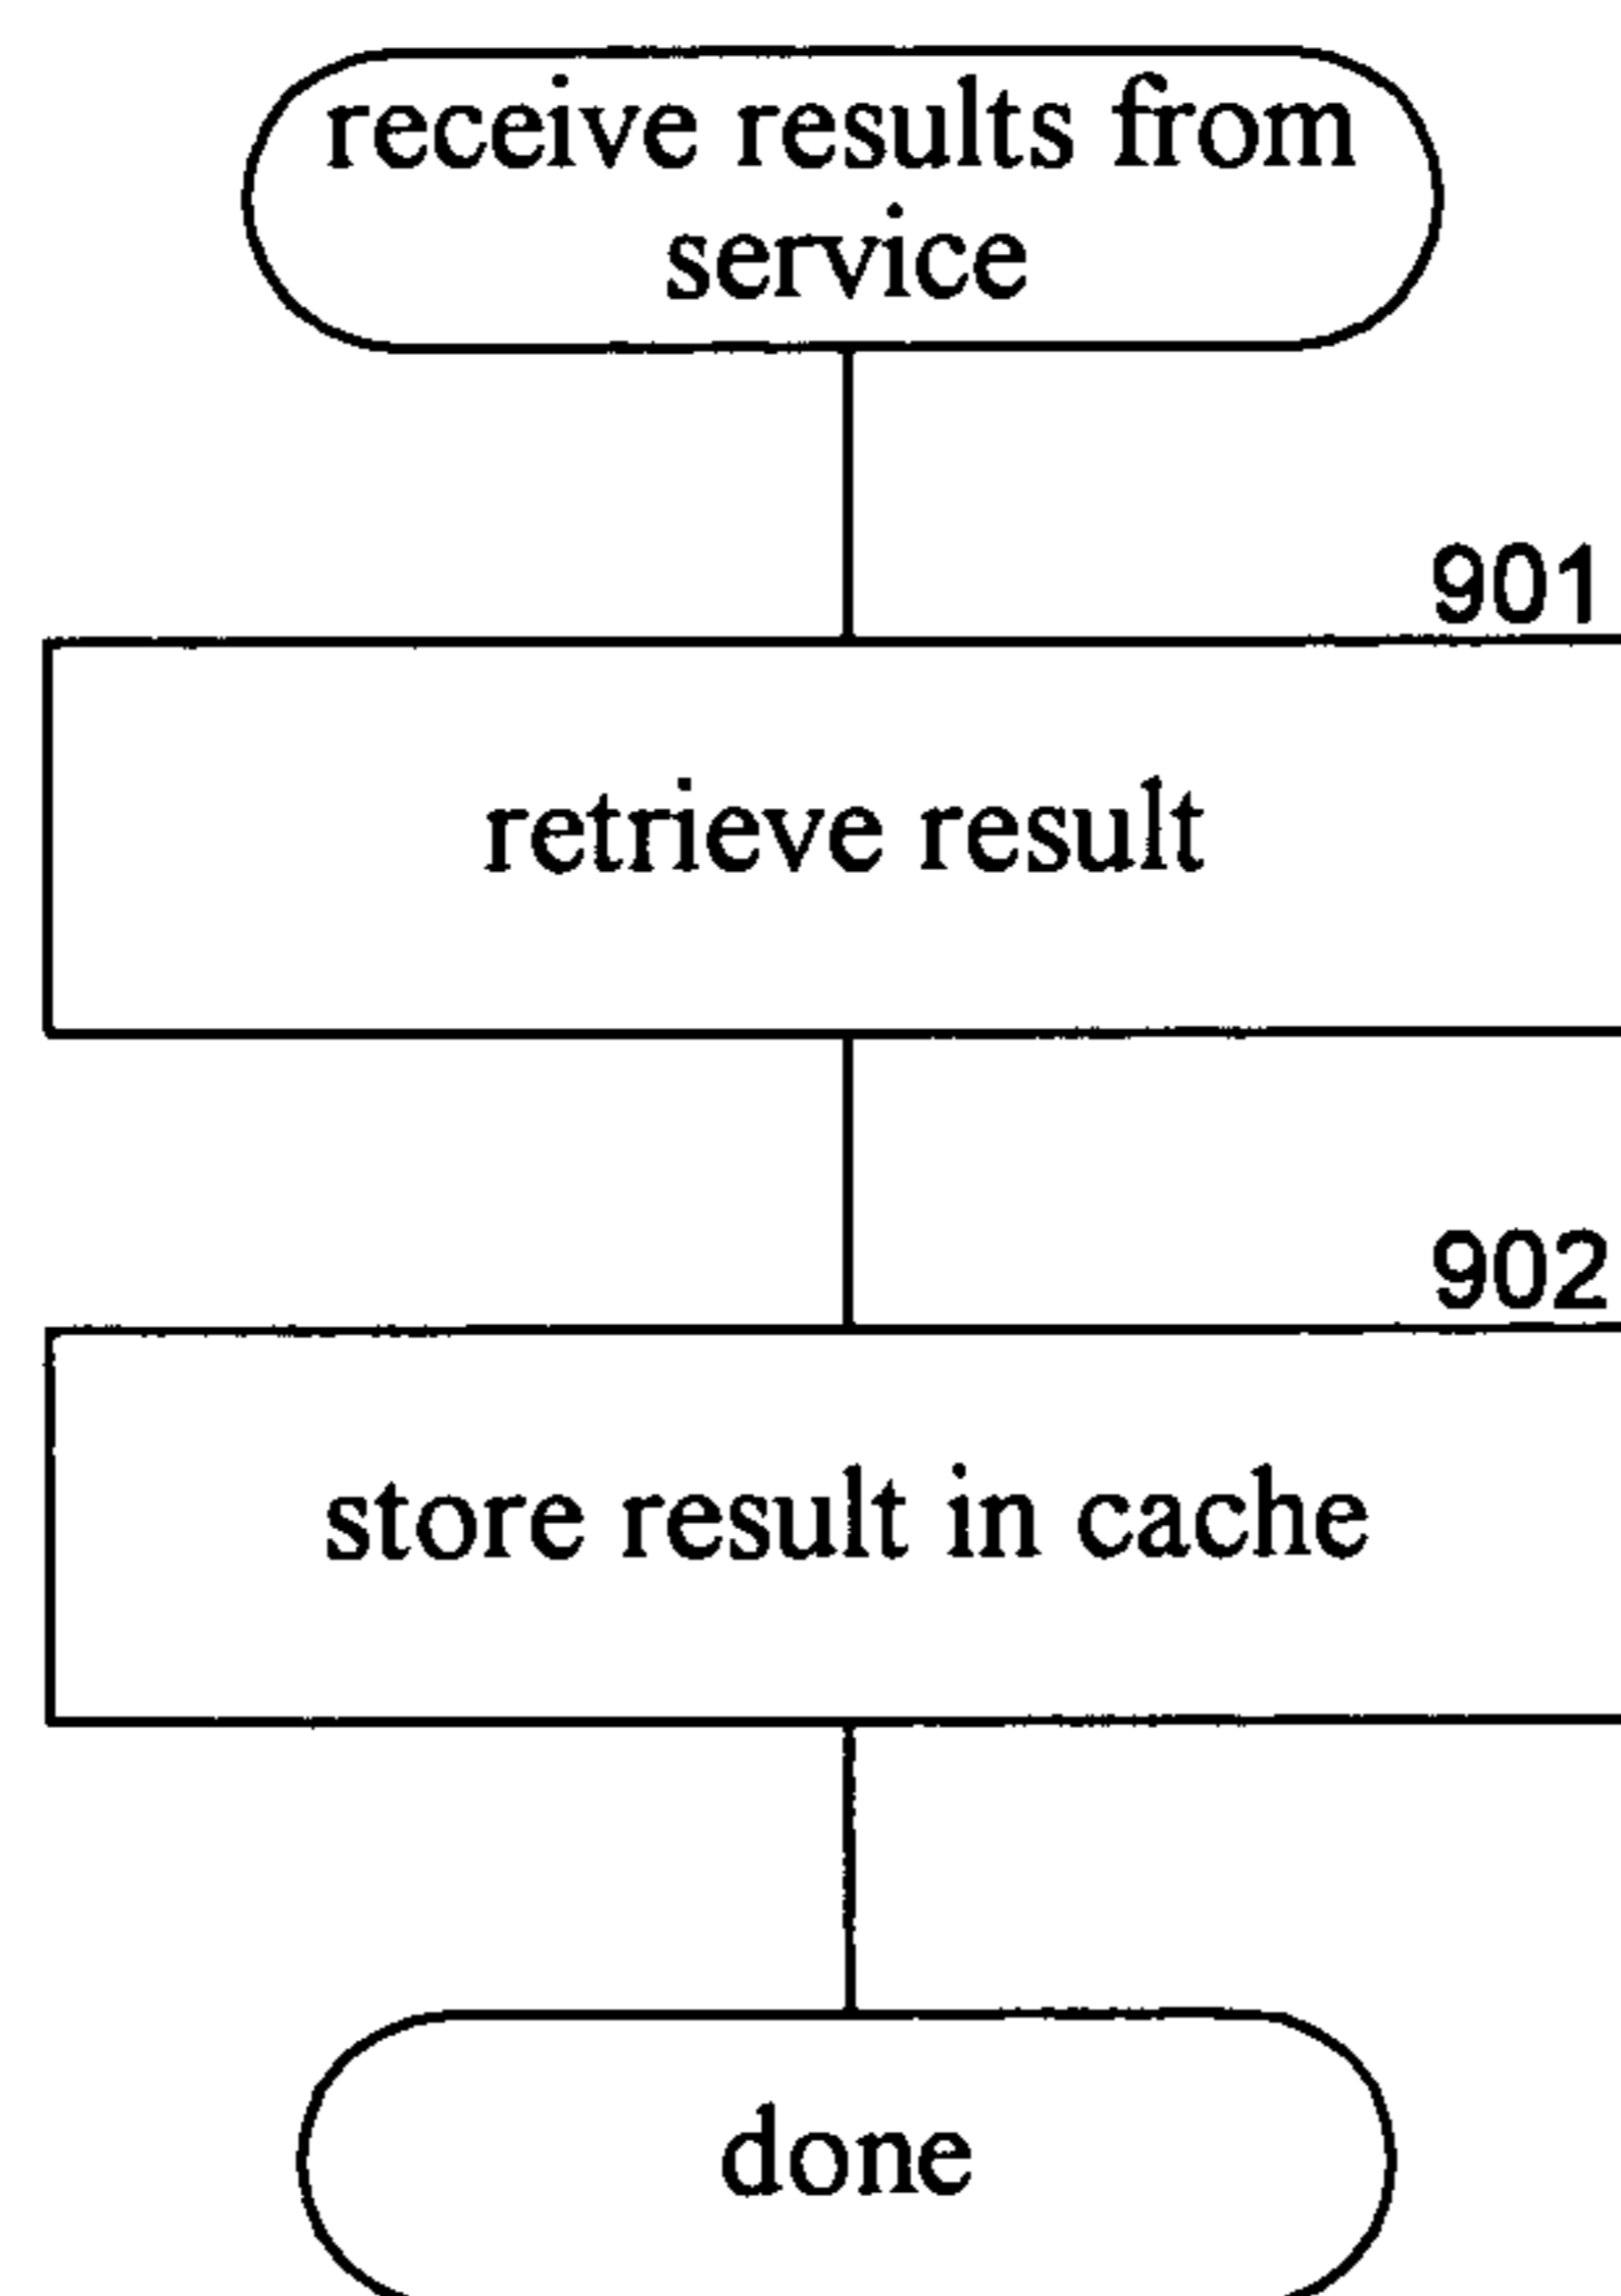 receive results from
service
901
retrieve result
902
store result in cache
done